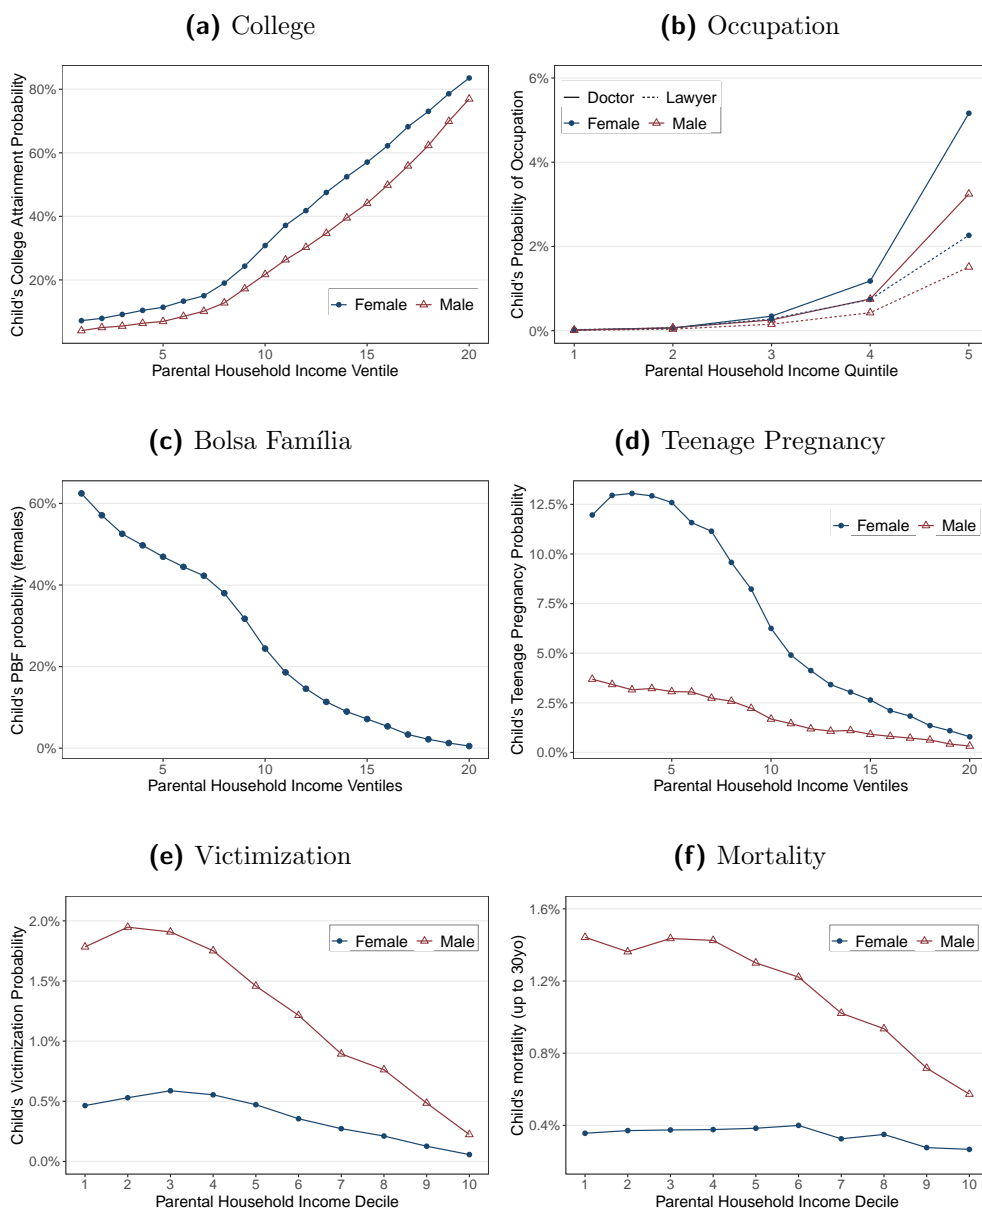 (a) College
Child's College Attainment Probability
80%
60%
40%
20%
Female Male
5 10 15 20
Parental Household Income Ventile
(b) Occupation
Child's Probability of Occupation
6%
4%
2%
0%
Doctor Lawyer
Female Male
1 2 3 4 5
Parental Household Income Quintile
(c) Bolsa Família
Child's PBF probability (females)
60%
40%
20%
0%
5 10 15 20
Parental Household Income Ventiles
(d) Teenage Pregnancy
Child's Teenage Pregnancy Probability
12.5%
10.0%
7.5%
5.0%
2.5%
0.0%
Female Male
5 10 15 20
Parental Household Income Ventiles
(e) Victimization
Child's Victimization Probability
2.0%
1.5%
1.0%
0.5%
0.0%
Female Male
1 2 3 4 5 6 7 8 9 10
Parental Household Income Decile
(f) Mortality
Child's mortality (up to 30yo)
1.6%
1.2%
0.8%
0.4%
Female Male
1 2 3 4 5 6 7 8 9 10
Parental Household Income Decile